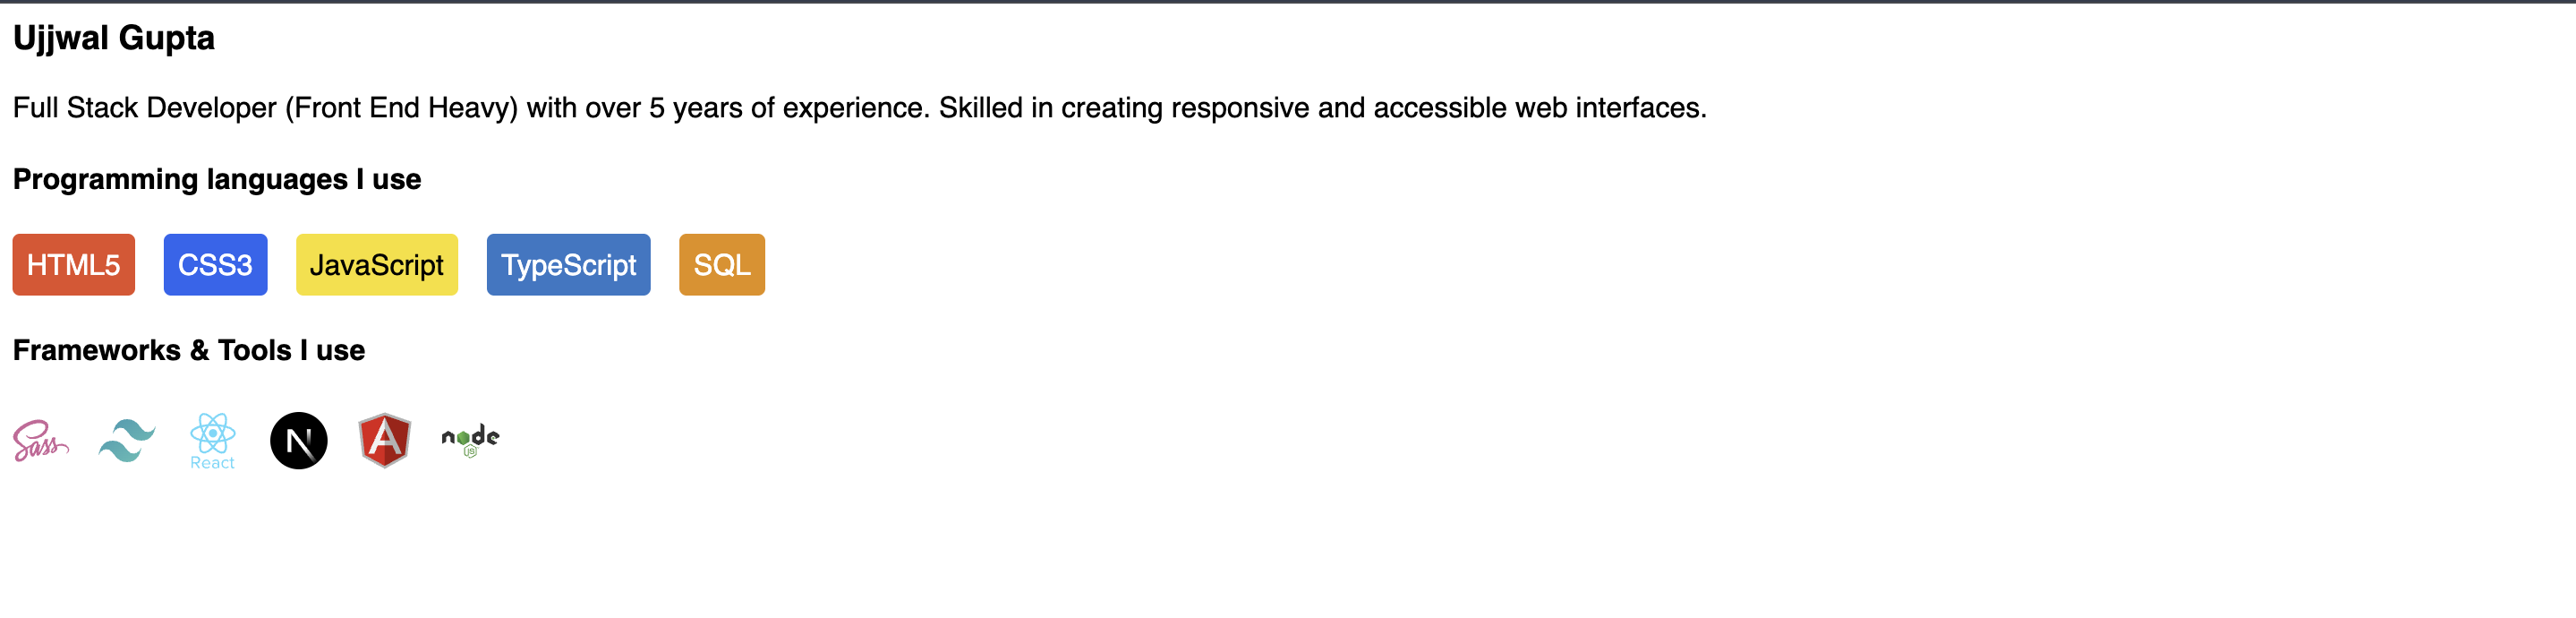 Ujjwal Gupta
Full Stack Developer (Front End Heavy) with over 5 years of experience. Skilled in creating responsive and accessible web interfaces.
Programming languages I use
HTML5 CSS3 JavaScript TypeScript SQL
Frameworks & Tools I use
Sass React N A node
JS